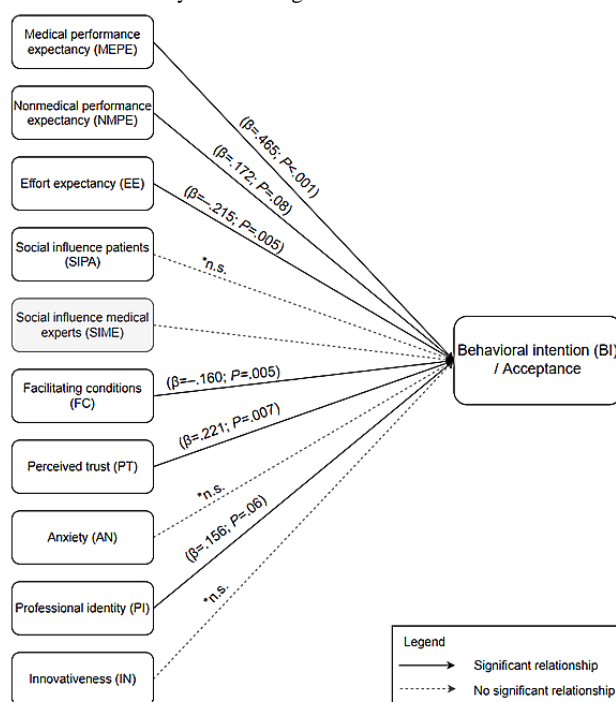 Medical performance
expectancy (MEPE)
Nonmedical performance
expectancy (NMPE)
Effort expectancy (EE)
Social influence patients
(SIPA)
Social influence medical
experts (SIME)
Facilitating conditions
(FC)
Perceived trust (PT)
Anxiety (AN)
Professional identity (PI)
Innovativeness (IN)
(β=.465; P<.001)
(β=.172; P=.08)
(β=–.215; P=.005)
*n.s.
(β=–.160; P=.005)
(β=.221; P=.007)
*n.s.
(β=.156; P=.06)
*n.s.
Behavioral intention (BI)
/ Acceptance
Legend
Significant relationship
No significant relationship